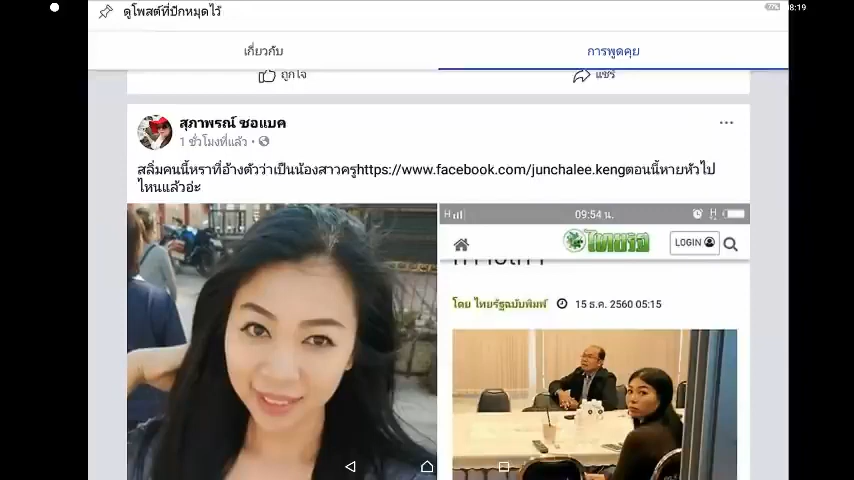 ดูโพสต์ที่ปักหมุดไว้
77%
8:19
เกี่ยวกับ
การพูดคุย
ถูกใจ
แชร์
สุภาพรณ์ ซอแบค
1 ชั่วโมงที่แล้ว
สลิ่มคนนี้หราที่อ้างตัวว่าเป็นน้องสาวครูhttps://www.facebook.com/junchalee.kengตอนนี้หายหัวไป
ไหนแล้วอ่ะ
H
09:54 น.
H
ไทยรัฐ
LOGIN
โดย ไทยรัฐฉบับพิมพ์
15 ธ.ค. 2560 05:15